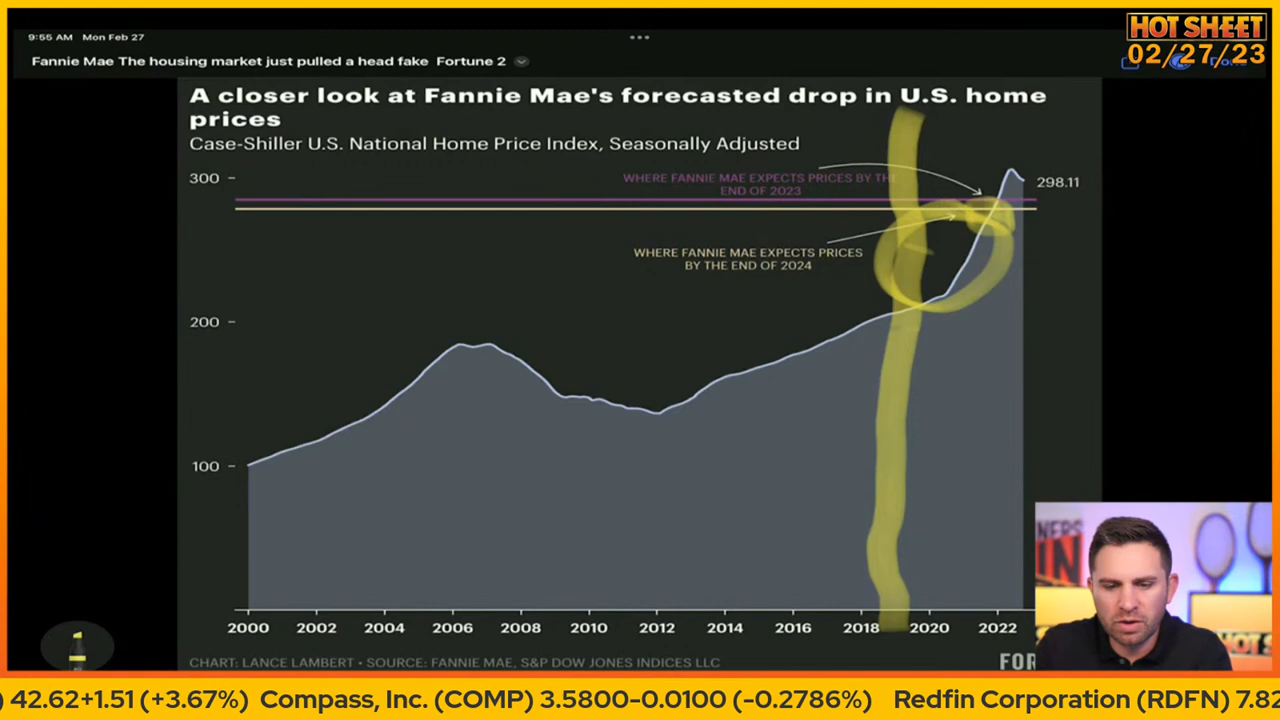 9:55 AM Mon Feb 27
HOT SHEET
02/27/23
Fannie Mae The housing market just pulled a head fake Fortune 2
A closer look at Fannie Mae's forecasted drop in U.S. home
prices
Case-Shiller U.S. National Home Price Index, Seasonally Adjusted
300
WHERE FANNIE MAE EXPECTS PRICES BY THE
END OF 2023
298.11
WHERE FANNIE MAE EXPECTS PRICES
BY THE END OF 2024
200
100
2000 2002 2004 2006 2008 2010 2012 2014 2016 2018 2020 2022
CHART: LANCE LAMBERT • SOURCE: FANNIE MAE, S&P DOW JONES INDICES LLC
FOR
) 42.62+1.51 (+3.67%) Compass, Inc. (COMP) 3.5800-0.0100 (-0.2786%) Redfin Corporation (RDFN) 7.82